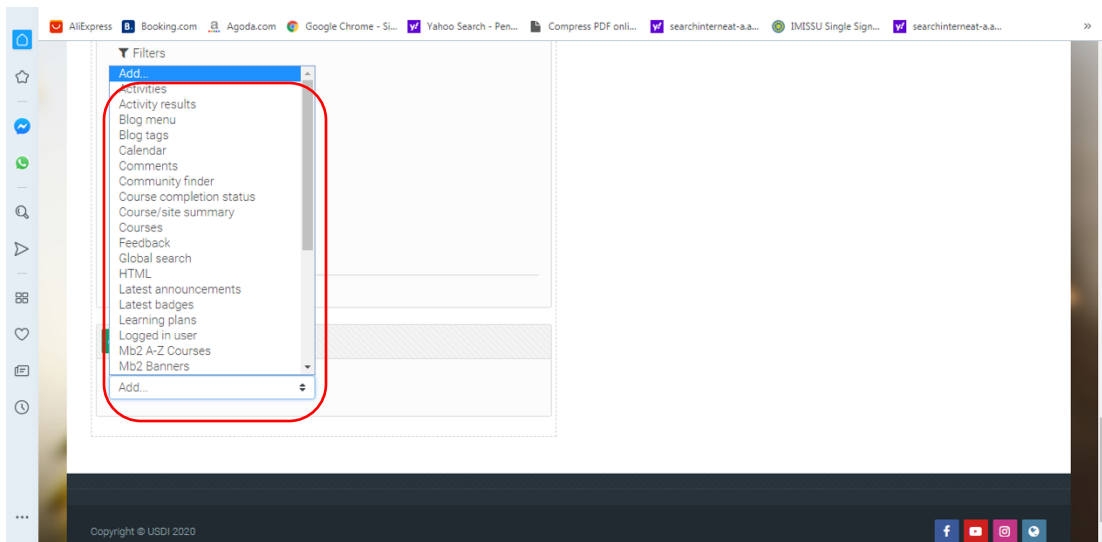 AliExpress B. Booking.com a Agoda.com Google Chrome - Si... y! Yahoo Search - Pen... Compress PDF onli... y! searchinterneat-a.a... IMISSU Single Sign... y! searchinterneat-a.a... »
Filters
Add...
Activities
Activity results
Blog menu
Blog tags
Calendar
Comments
Community finder
Course completion status
Course/site summary
Courses
Feedback
Global search
HTML
Latest announcements
Latest badges
Learning plans
Logged in user
Mb2 A-Z Courses
Mb2 Banners
Add...
Copyright © USDI 2020